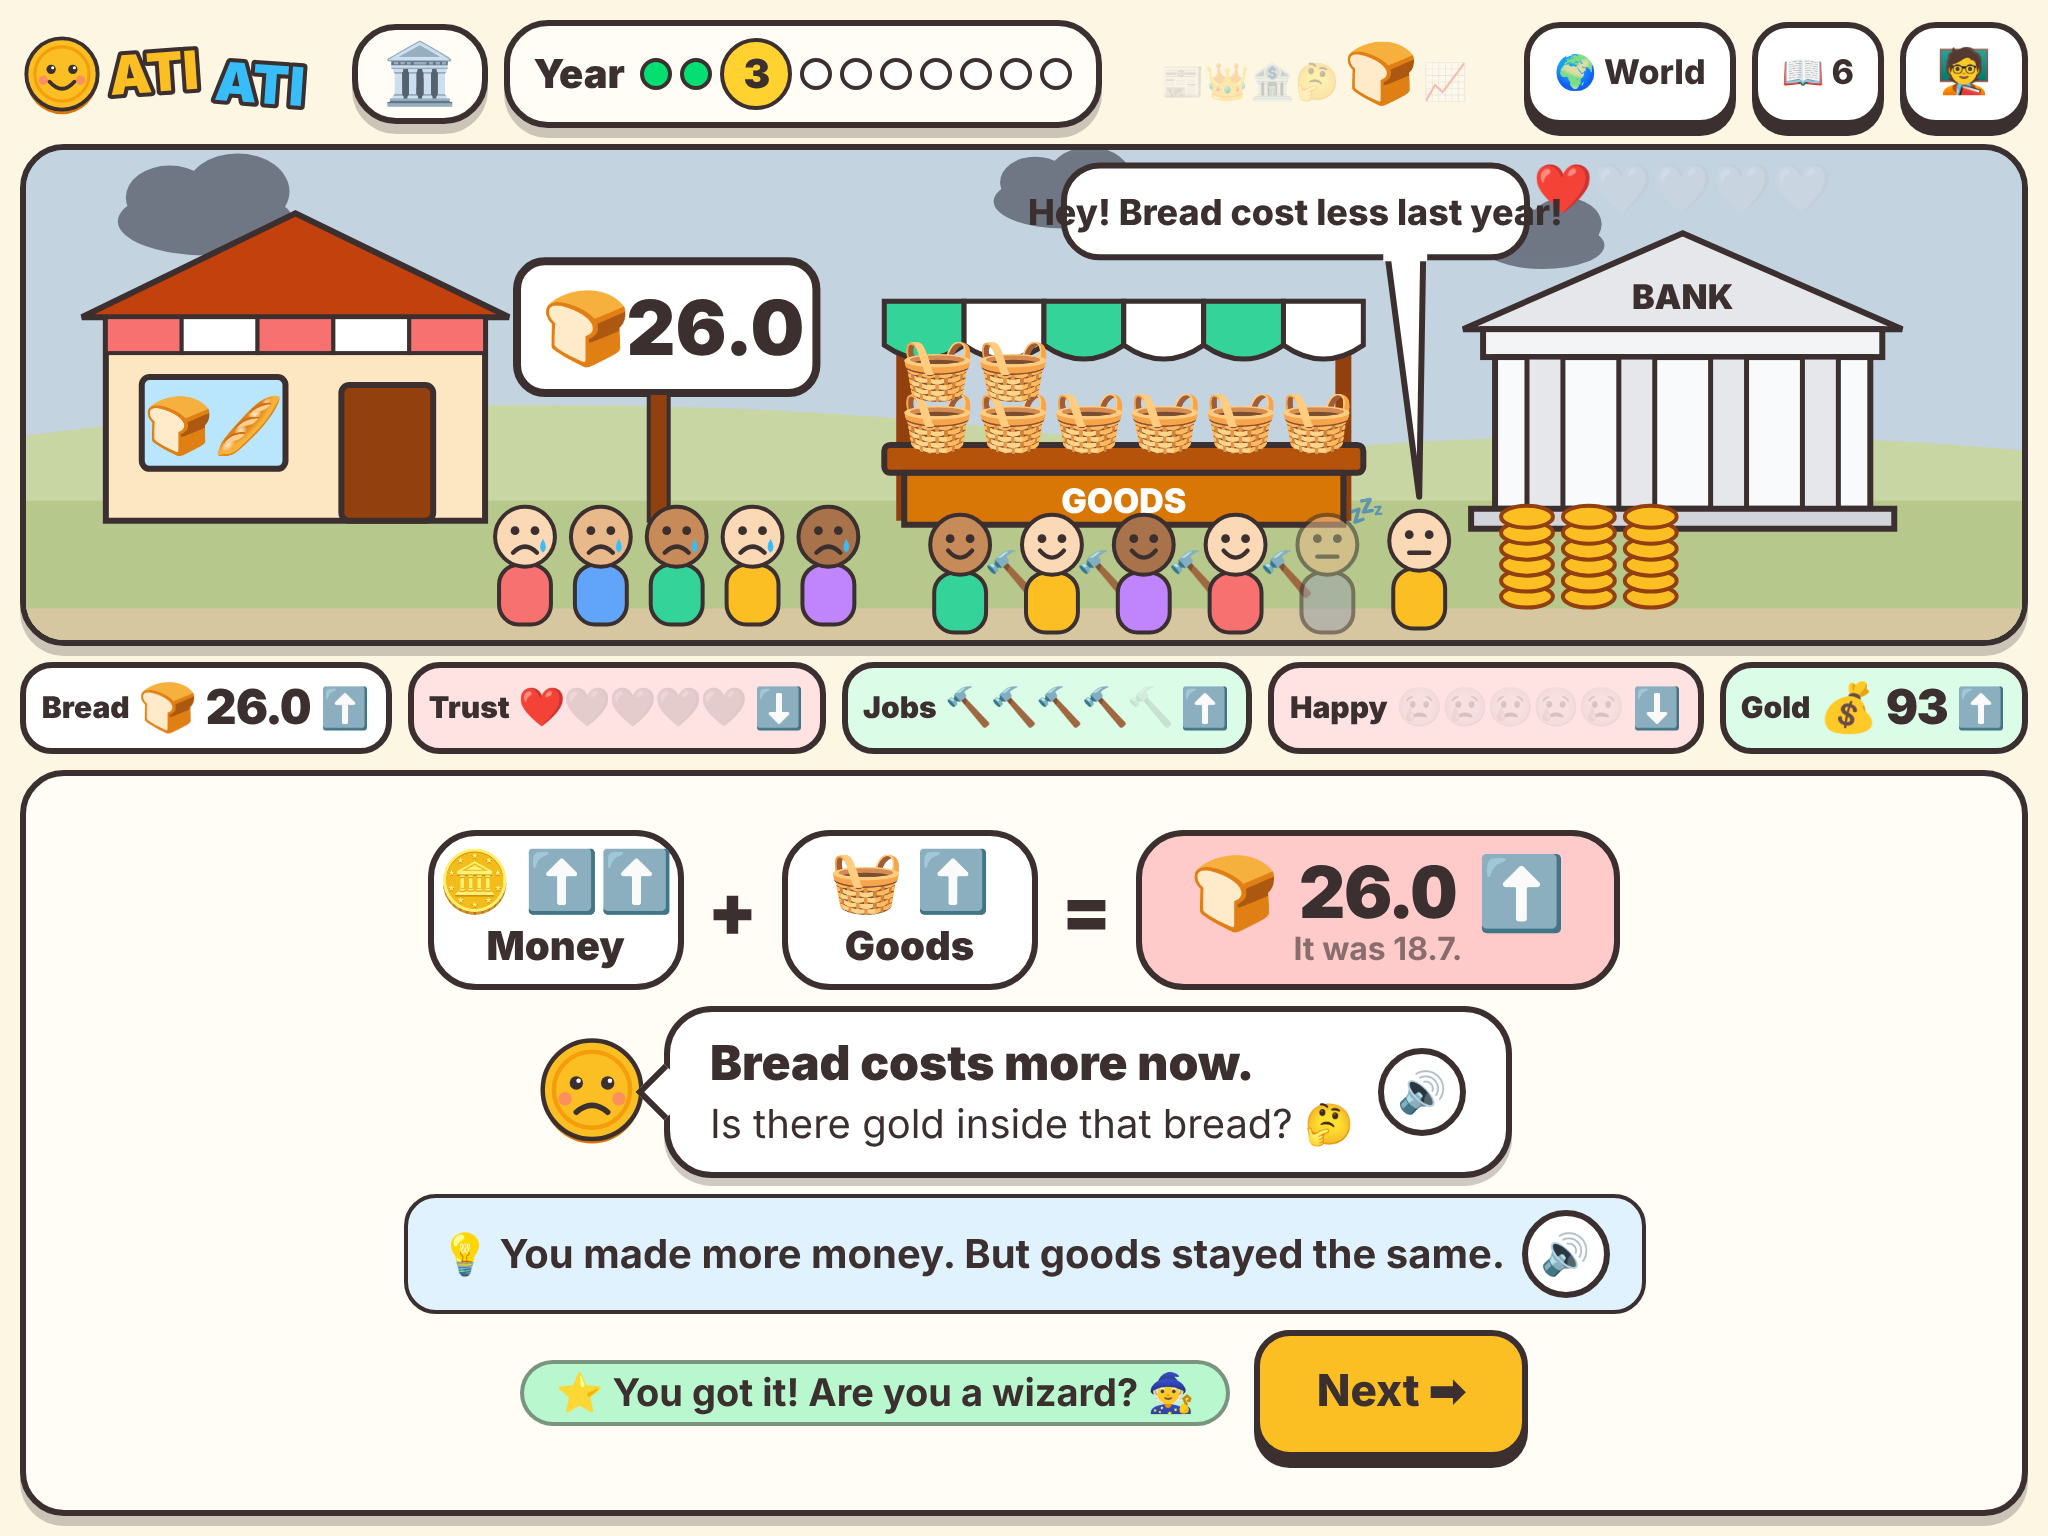 ATI ATI
Year 3
World
6
Hey! Bread cost less last year!
BANK
26.0
GOODS
zzz
Bread 26.0
Trust
Jobs
Happy
Gold 93
Money
+
Goods
=
26.0
It was 18.7.
Bread costs more now.
Is there gold inside that bread?
You made more money. But goods stayed the same.
You got it! Are you a wizard?
Next